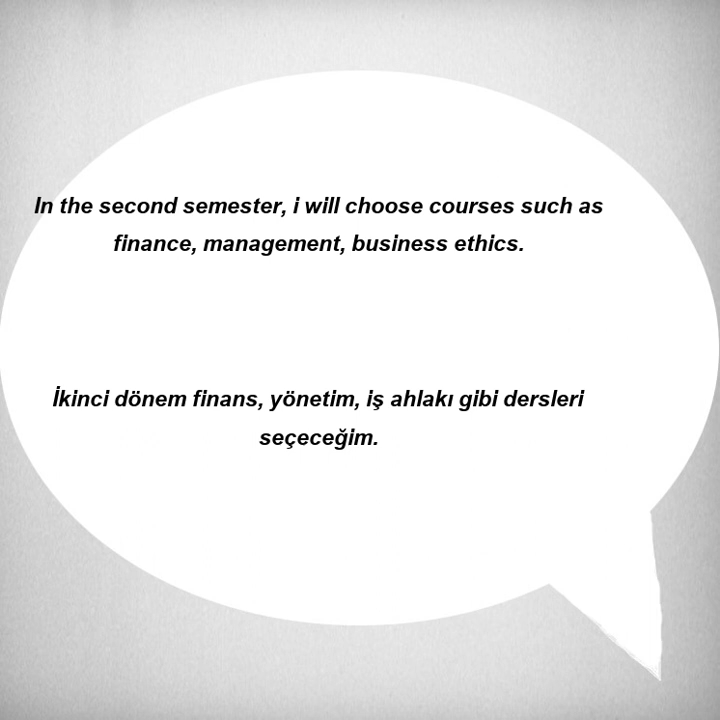 In the second semester, i will choose courses such as
finance, management, business ethics.
İkinci dönem finans, yönetim, iş ahlakı gibi dersleri
seçeceğim.